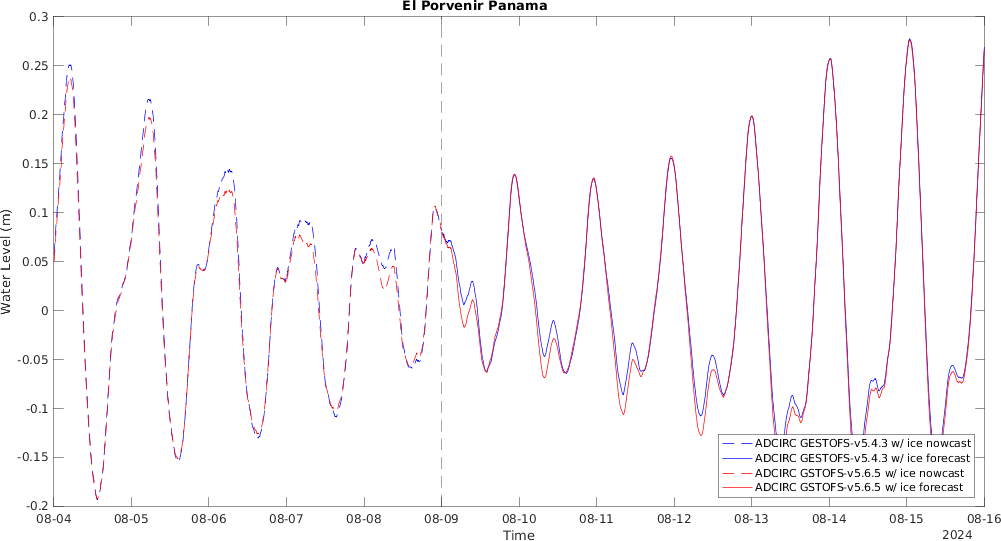 El Porvenir Panama
0.3
0.25
0.2
0.15
0.1
0.05
0
-0.05
-0.1
-0.15
-0.2
Water Level (m)
08-04 08-05 08-06 08-07 08-08 08-09 08-10 08-11 08-12 08-13 08-14 08-15 08-16
Time
2024
ADCIRC GESTOFS-v5.4.3 w/ ice nowcast
ADCIRC GESTOFS-v5.4.3 w/ ice forecast
ADCIRC GSTOFS-v5.6.5 w/ ice nowcast
ADCIRC GSTOFS-v5.6.5 w/ ice forecast